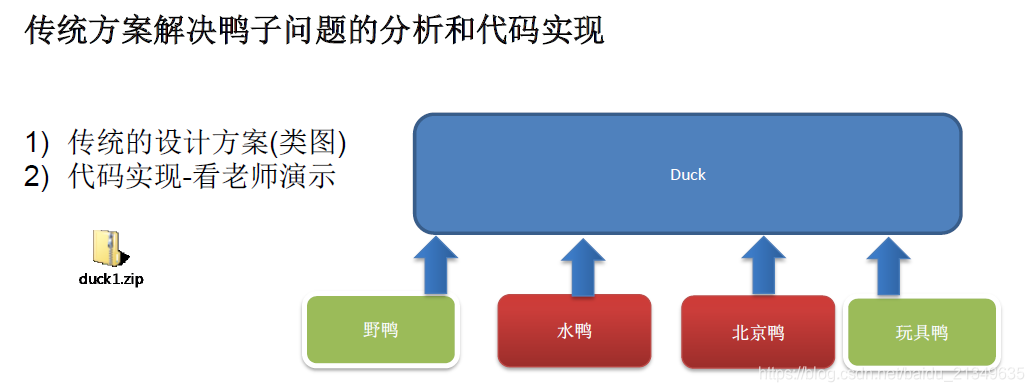 传统方案解决鸭子问题的分析和代码实现
1) 传统的设计方案(类图)
2) 代码实现-看老师演示
duck1.zip
Duck
野鸭
水鸭
北京鸭
玩具鸭
https://blog.csdn.net/baidu_21349635